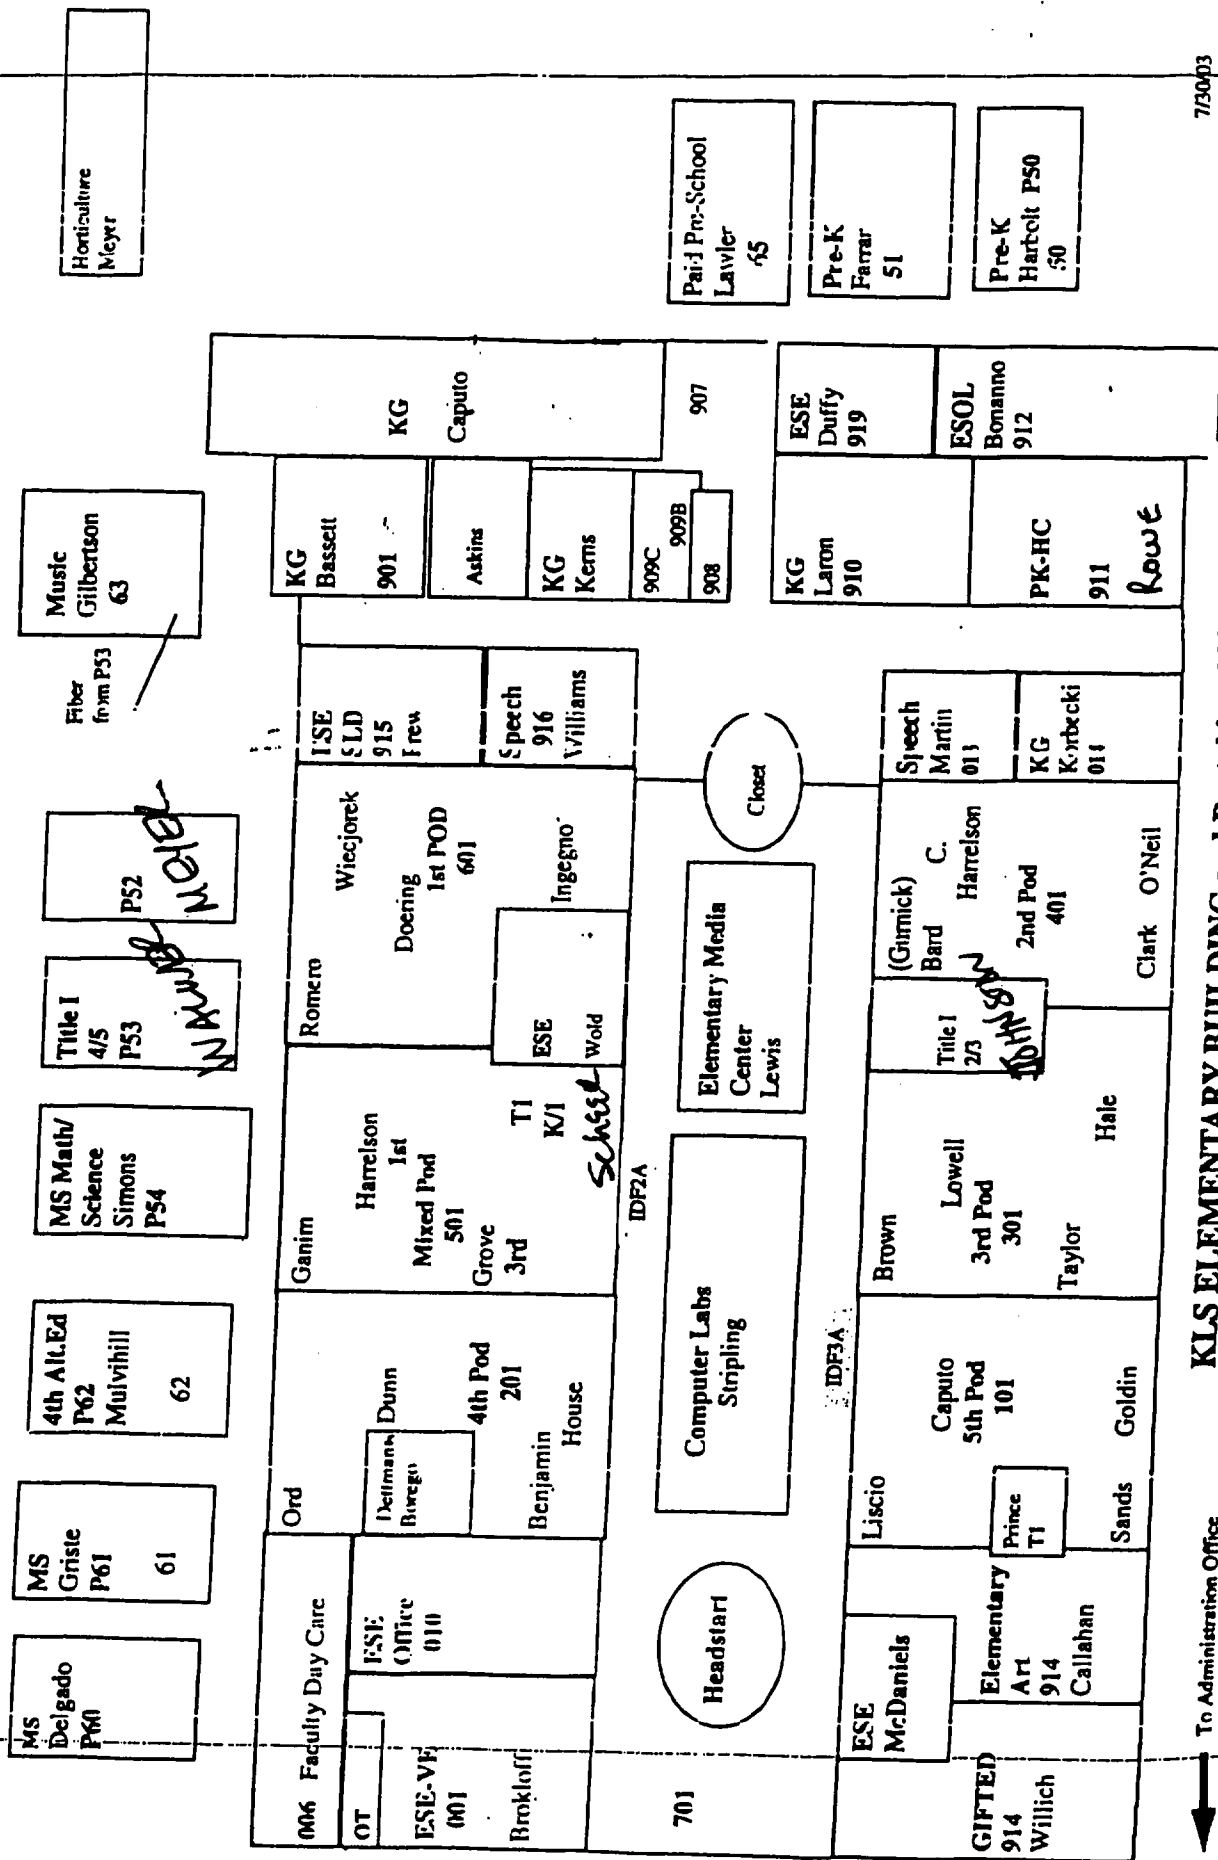 MS
Delgado
P60
MS
Griste
P61
61
4th Alt.Ed
P62
Mulvihill
62
MS Math/
Science
Simons
P54
Title I
4/5
P53
P52
Fiber
from P53
Music
Gilbertson
63
Horticulture
Meyer
006 Faculty Day Care
OT
ESE-VE
001
ESE
Office
010
Ord
Dettmann
Borego
Dunn
4th Pod
201
Benjamin
House
Ganim
Harrelson
1st
Mixed Pod
501
Grove
3rd
T1
K/1
Romero
Wiecjorek
Doering
1st POD
601
Ingegno
ESE
Wold
ESE
SLD
915
Frew
Speech
916
Williams
KG
Bassett
901
Askins
KG
Kerns
909C
909B
908
KG
Caputo
907
701
Headstart
Computer Labs
Stripling
IDF2A
IDF3A
Elementary Media
Center
Lewis
Closet
Paid Pre-School
Lawler
65
Pre-K
Farrar
51
Pre-K
Harbolt P50
50
ESE
McDaniels
GIFTED
914
Willich
Elementary
Art
914
Callahan
Liscio
Caputo
5th Pod
101
Prince
T1
Sands
Goldin
Brown
Lowell
3rd Pod
301
Taylor
Hale
Title I
2/3
JOHNSON
(Gurnick)
Bard
C.
Harrelson
2nd Pod
401
Clark
O'Neil
Speech
Martin
KG
Korbecki
KG
Laron
910
PK-HC
911
Rowe
ESE
Duffy
919
ESOL
Bonanno
912
To Administration Office
KLS ELEMENTARY BUILDING and
7/30/03